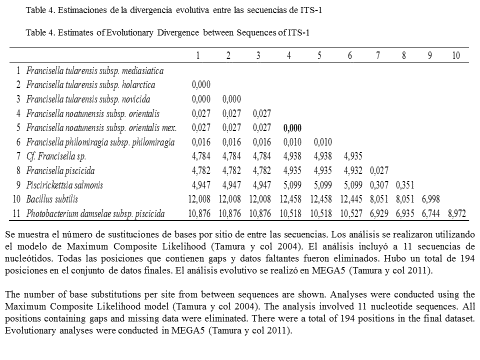 Table 4. Estimaciones de la divergencia evolutiva entre las secuencias de ITS-1
Table 4. Estimates of Evolutionary Divergence between Sequences of ITS-1
1 2 3 4 5 6 7 8 9 10
1 Francisella tularensis subsp. mediasiatica
2 Francisella tularensis subsp. holarctica 0,000
3 Francisella tularensis subsp. novicida 0,000 0,000
4 Francisella noatunensis subsp. orientalis 0,027 0,027 0,027
5 Francisella noatunensis subsp. orientalis mex. 0,027 0,027 0,027 0,000
6 Francisella philomiragia subsp. philomiragia 0,016 0,016 0,016 0,010 0,010
7 Cf. Francisella sp. 4,784 4,784 4,784 4,938 4,938 4,935
8 Francisella piscicida 4,782 4,782 4,782 4,935 4,935 4,932 0,027
9 Piscirickettsia salmonis 4,947 4,947 4,947 5,099 5,099 5,099 0,307 0,351
10 Bacillus subtilis 12,008 12,008 12,008 12,458 12,458 12,445 8,051 8,051 6,998
11 Photobacterium damselae subsp. piscicida 10,876 10,876 10,876 10,518 10,518 10,527 6,929 6,935 6,744 8,972
Se muestra el número de sustituciones de bases por sitio de entre las secuencias. Los análisis se realizaron utilizando
el modelo de Maximum Composite Likelihood (Tamura y col 2004). El análisis incluyó a 11 secuencias de
nucleótidos. Todas las posiciones que contienen gaps y datos faltantes fueron eliminados. Hubo un total de 194
posiciones en el conjunto de datos finales. El análisis evolutivo se realizó en MEGA5 (Tamura y col 2011).
The number of base substitutions per site from between sequences are shown. Analyses were conducted using the
Maximum Composite Likelihood model (Tamura y col 2004). The analysis involved 11 nucleotide sequences. All
positions containing gaps and missing data were eliminated. There were a total of 194 positions in the final dataset.
Evolutionary analyses were conducted in MEGA5 (Tamura y col 2011).